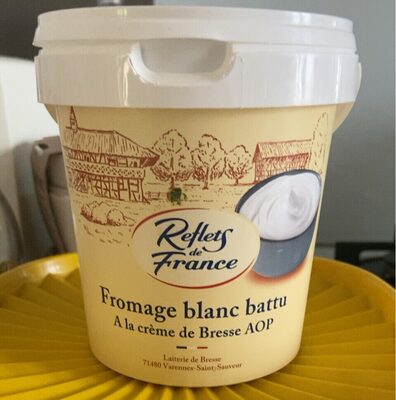 Reflets
de
France
Fromage blanc battu
A la crème de Bresse AOP
Laiterie de Bresse
71480 Varennes-Saint-Sauveur